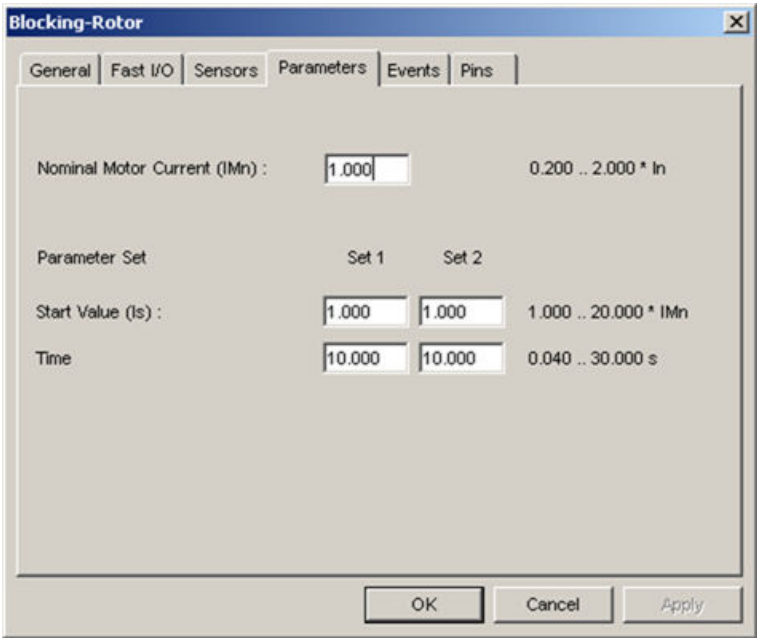 Blocking-Rotor
General Fast I/O Sensors Parameters Events Pins
Nominal Motor Current (IMn) : 1.000 0.200 .. 2.000 * In
Parameter Set Set 1 Set 2
Start Value (Is) : 1.000 1.000 1.000 .. 20.000 * IMn
Time 10.000 10.000 0.040 .. 30.000 s
OK Cancel Apply